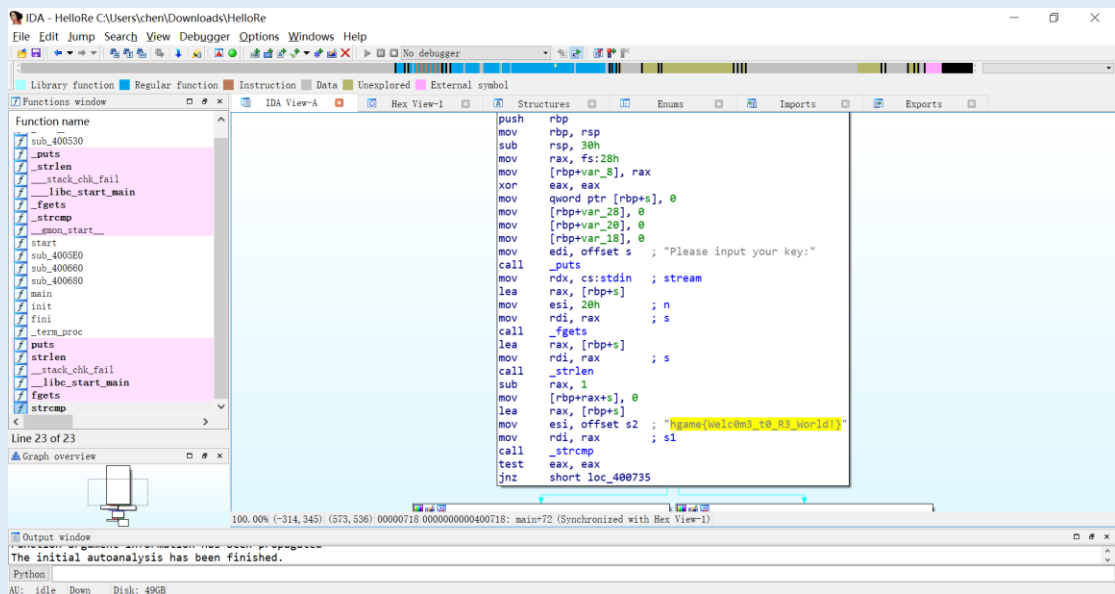 IDA - HelloRe C:\Users\chen\Downloads\HelloRe
File Edit Jump Search View Debugger Options Windows Help
No debugger
Library function Regular function Instruction Data Unexplored External symbol
Functions window
IDA View-A Hex View-1 Structures Enums Imports Exports
Function name
sub_400530
_puts
_strlen
___stack_chk_fail
___libc_start_main
_fgets
_strcmp
__gmon_start__
start
sub_4005E0
sub_400660
sub_400680
main
init
fini
_term_proc
puts
strlen
__stack_chk_fail
__libc_start_main
fgets
strcmp
Line 23 of 23
Graph overview
push rbp
mov rbp, rsp
sub rsp, 30h
mov rax, fs:28h
mov [rbp+var_8], rax
xor eax, eax
mov qword ptr [rbp+s], 0
mov [rbp+var_28], 0
mov [rbp+var_20], 0
mov [rbp+var_18], 0
mov edi, offset s ; "Please input your key:"
call _puts
mov rdx, cs:stdin ; stream
lea rax, [rbp+s]
mov esi, 20h ; n
mov rdi, rax ; s
call _fgets
lea rax, [rbp+s]
mov rdi, rax ; s
call _strlen
sub rax, 1
mov [rbp+rax+s], 0
lea rax, [rbp+s]
mov esi, offset s2 ; "hgame{Welc0m3_t0_R3_World!}"
mov rdi, rax ; s1
call _strcmp
test eax, eax
jnz short loc_400735
100.00% (-314,345) (573,536) 00000718 0000000000400718: main+72 (Synchronized with Hex View-1)
Output window
The initial autoanalysis has been finished.
Python
AU: idle Down Disk: 49GB